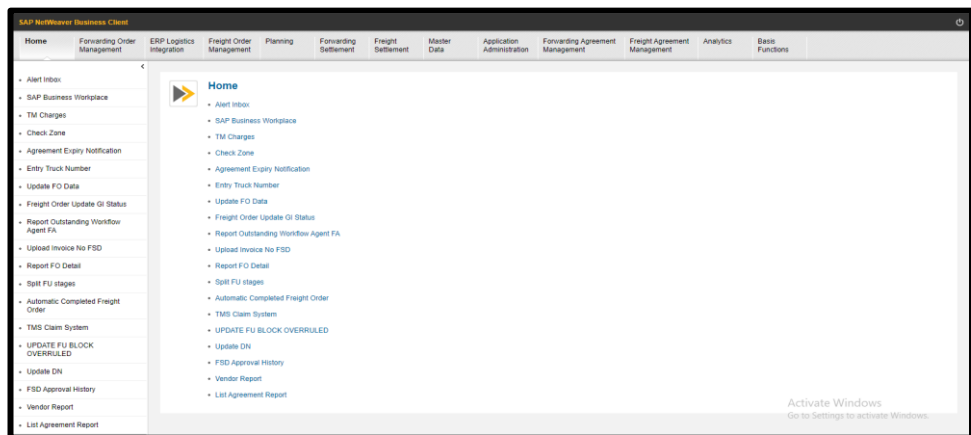 SAP NetWeaver Business Client
Home
Forwarding Order
Management
ERP Logistics
Integration
Freight Order
Management
Planning
Forwarding
Settlement
Freight
Settlement
Master
Data
Application
Administration
Forwarding Agreement
Management
Freight Agreement
Management
Analytics
Basis
Functions
Alert Inbox
SAP Business Workplace
TM Charges
Check Zone
Agreement Expiry Notification
Entry Truck Number
Update FO Data
Freight Order Update GI Status
Report Outstanding Workflow
Agent FA
Upload Invoice No FSD
Report FO Detail
Split FU stages
Automatic Completed Freight
Order
TMS Claim System
UPDATE FU BLOCK
OVERRULED
Update DN
FSD Approval History
Vendor Report
List Agreement Report
Home
Alert Inbox
SAP Business Workplace
TM Charges
Check Zone
Agreement Expiry Notification
Entry Truck Number
Update FO Data
Freight Order Update GI Status
Report Outstanding Workflow Agent FA
Upload Invoice No FSD
Report FO Detail
Split FU stages
Automatic Completed Freight Order
TMS Claim System
UPDATE FU BLOCK OVERRULED
Update DN
FSD Approval History
Vendor Report
List Agreement Report
Activate Windows
Go to Settings to activate Windows.